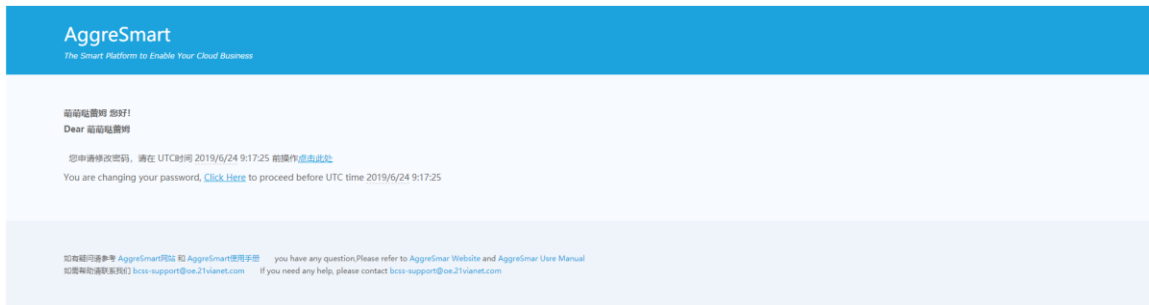 AggreSmart
The Smart Platform to Enable Your Cloud Business
萌萌哒蕾姆 您好!
Dear 萌萌哒蕾姆
您申请修改密码，请在 UTC时间 2019/6/24 9:17:25 前操作点击此处
You are changing your password, Click Here to proceed before UTC time 2019/6/24 9:17:25
如有疑问请参考 AggreSmart网站 和 AggreSmart使用手册 you have any question,Please refer to AggreSmar Website and AggreSmar Usre Manual
如需帮助请联系我们 bcss-support@oe.21vianet.com If you need any help, please contact bcss-support@oe.21vianet.com